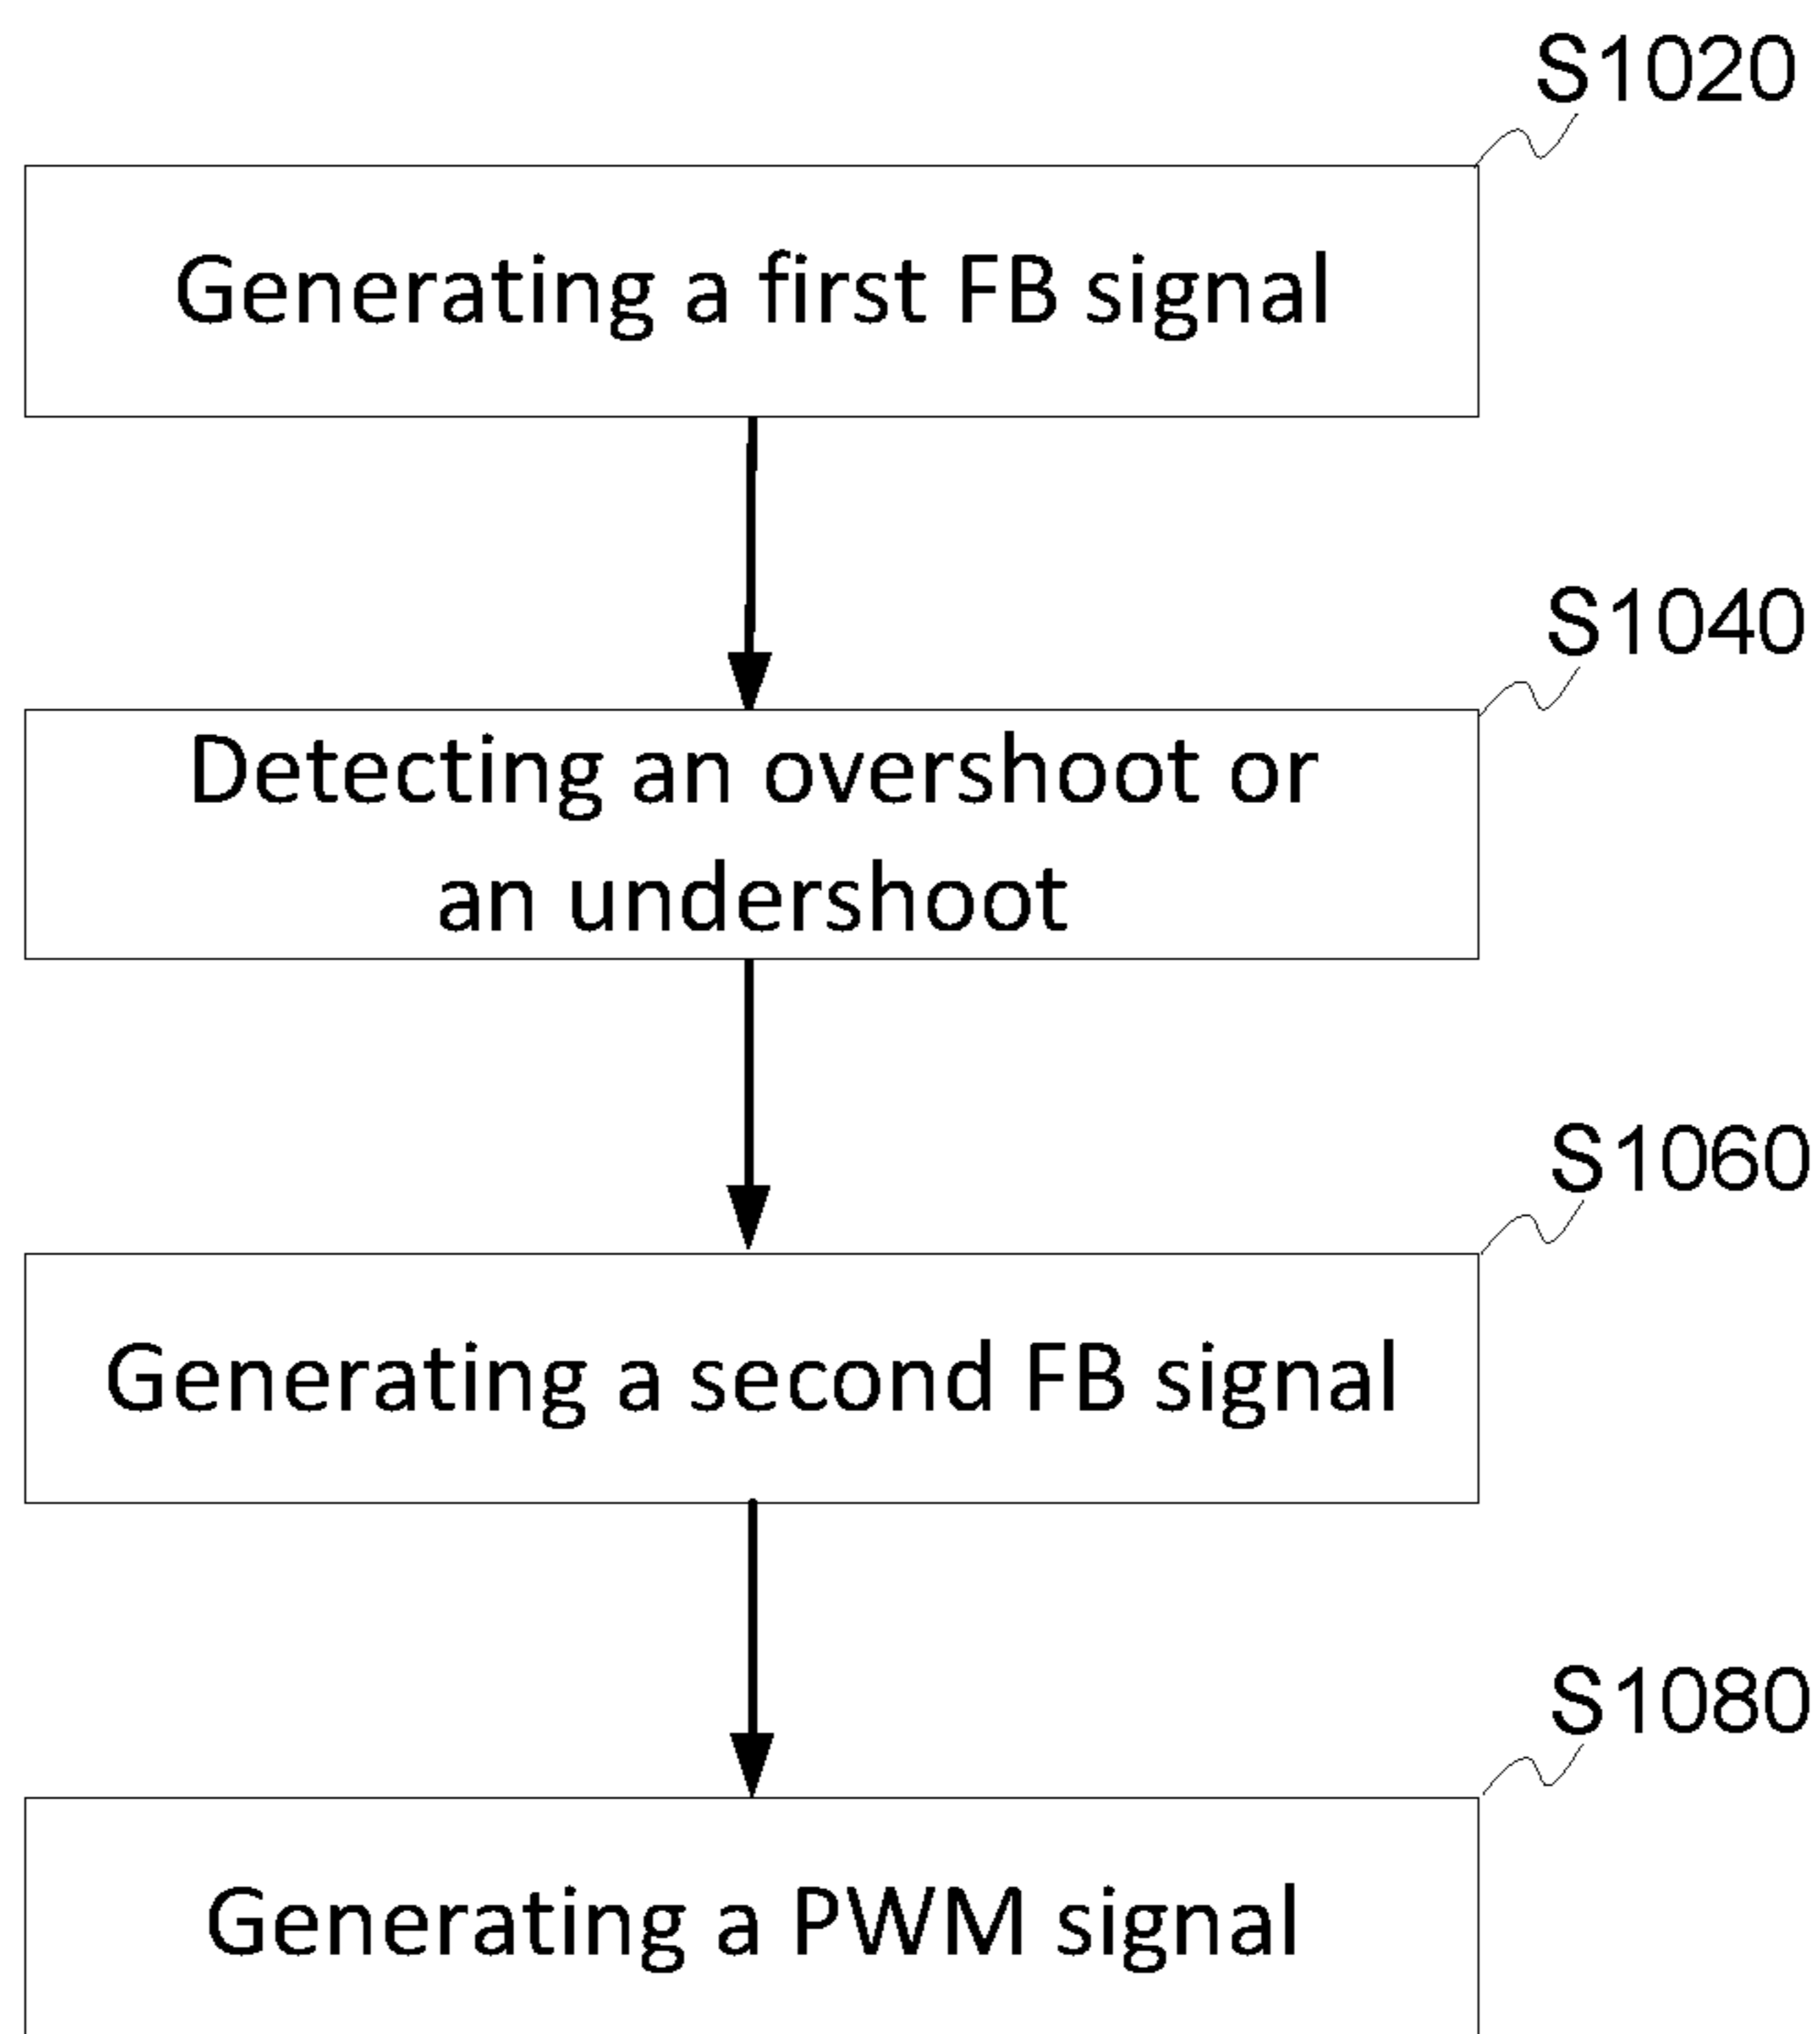 S1020
Generating a first FB signal
S1040
Detecting an overshoot or
an undershoot
S1060
Generating a second FB signal
S1080
Generating a PWM signal